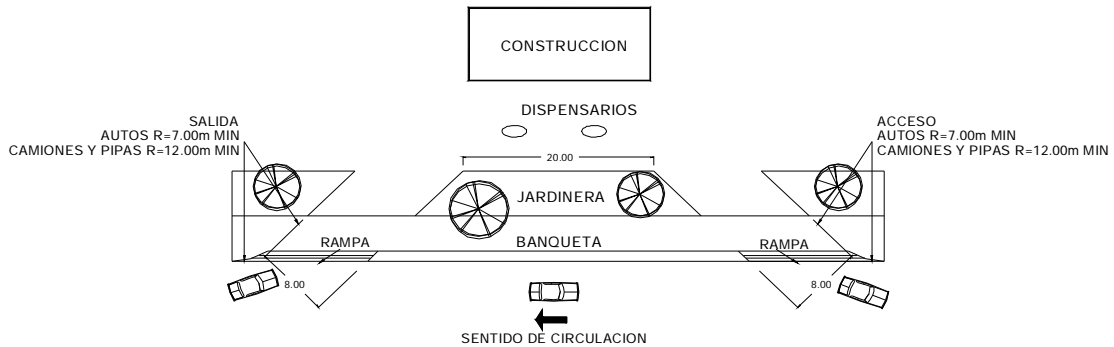 CONSTRUCCION
DISPENSARIOS
SALIDA
AUTOS R=7.00m MIN
CAMIONES Y PIPAS R=12.00m MIN
ACCESO
AUTOS R=7.00m MIN
CAMIONES Y PIPAS R=12.00m MIN
20.00
JARDINERA
RAMPA
BANQUETA
RAMPA
8.00
8.00
SENTIDO DE CIRCULACION